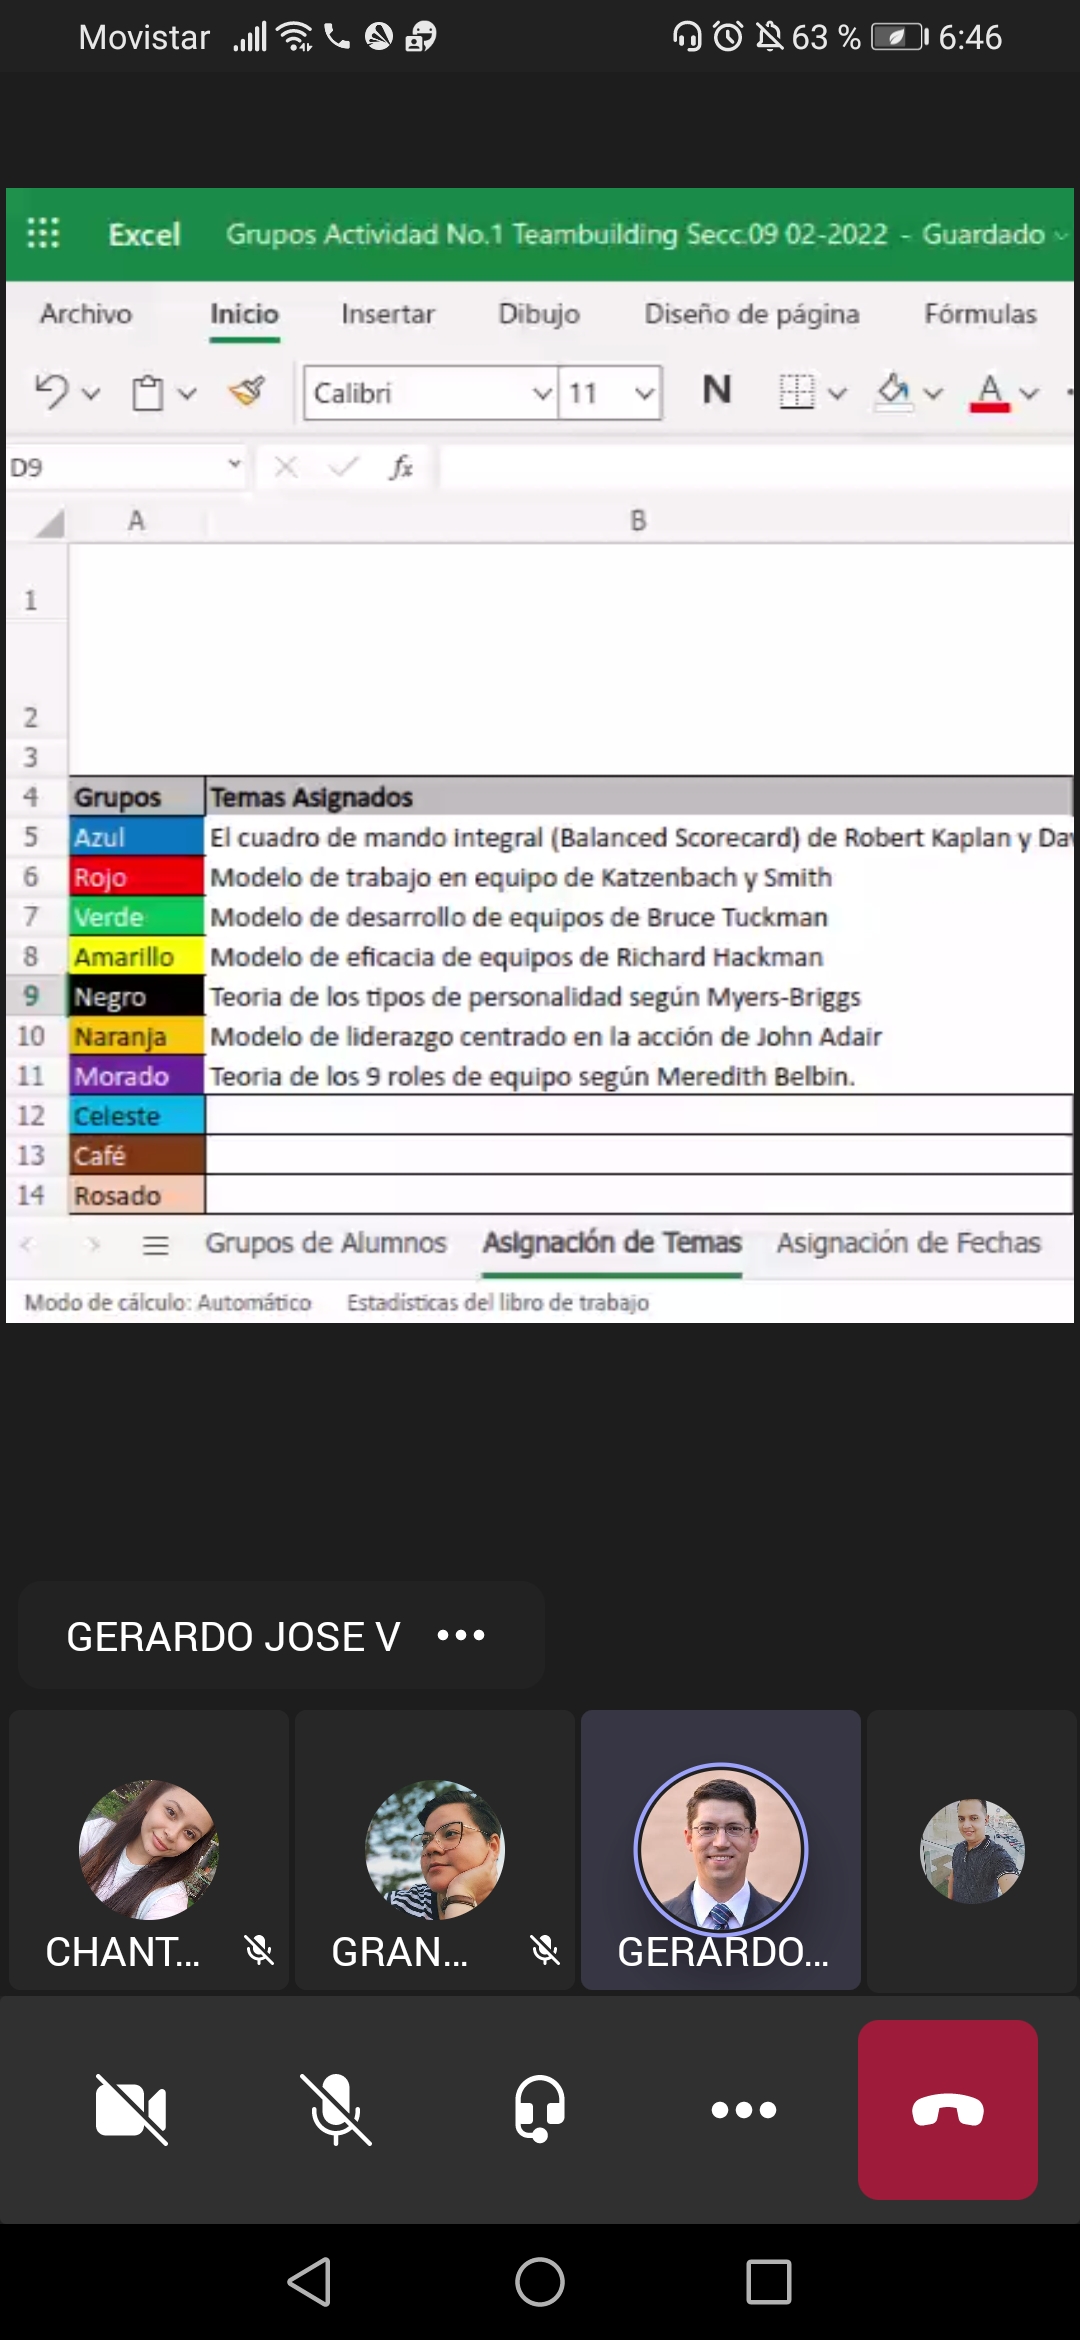 Movistar 63 % 6:46
Excel Grupos Actividad No.1 Teambuilding Secc.09 02-2022 - Guardado
Archivo Inicio Insertar Dibujo Diseño de página Fórmulas
Calibri 11 N A
D9 fx
A B
1
2
3
4 Grupos Temas Asignados
5 Azul El cuadro de mando integral (Balanced Scorecard) de Robert Kaplan y Dav
6 Rojo Modelo de trabajo en equipo de Katzenbach y Smith
7 Verde Modelo de desarrollo de equipos de Bruce Tuckman
8 Amarillo Modelo de eficacia de equipos de Richard Hackman
9 Negro Teoria de los tipos de personalidad según Myers-Briggs
10 Naranja Modelo de liderazgo centrado en la acción de John Adair
11 Morado Teoria de los 9 roles de equipo según Meredith Belbin.
12 Celeste
13 Café
14 Rosado
Grupos de Alumnos Asignación de Temas Asignación de Fechas
Modo de cálculo: Automático Estadísticas del libro de trabajo
GERARDO JOSE V
CHANT... GRAN... GERARDO...